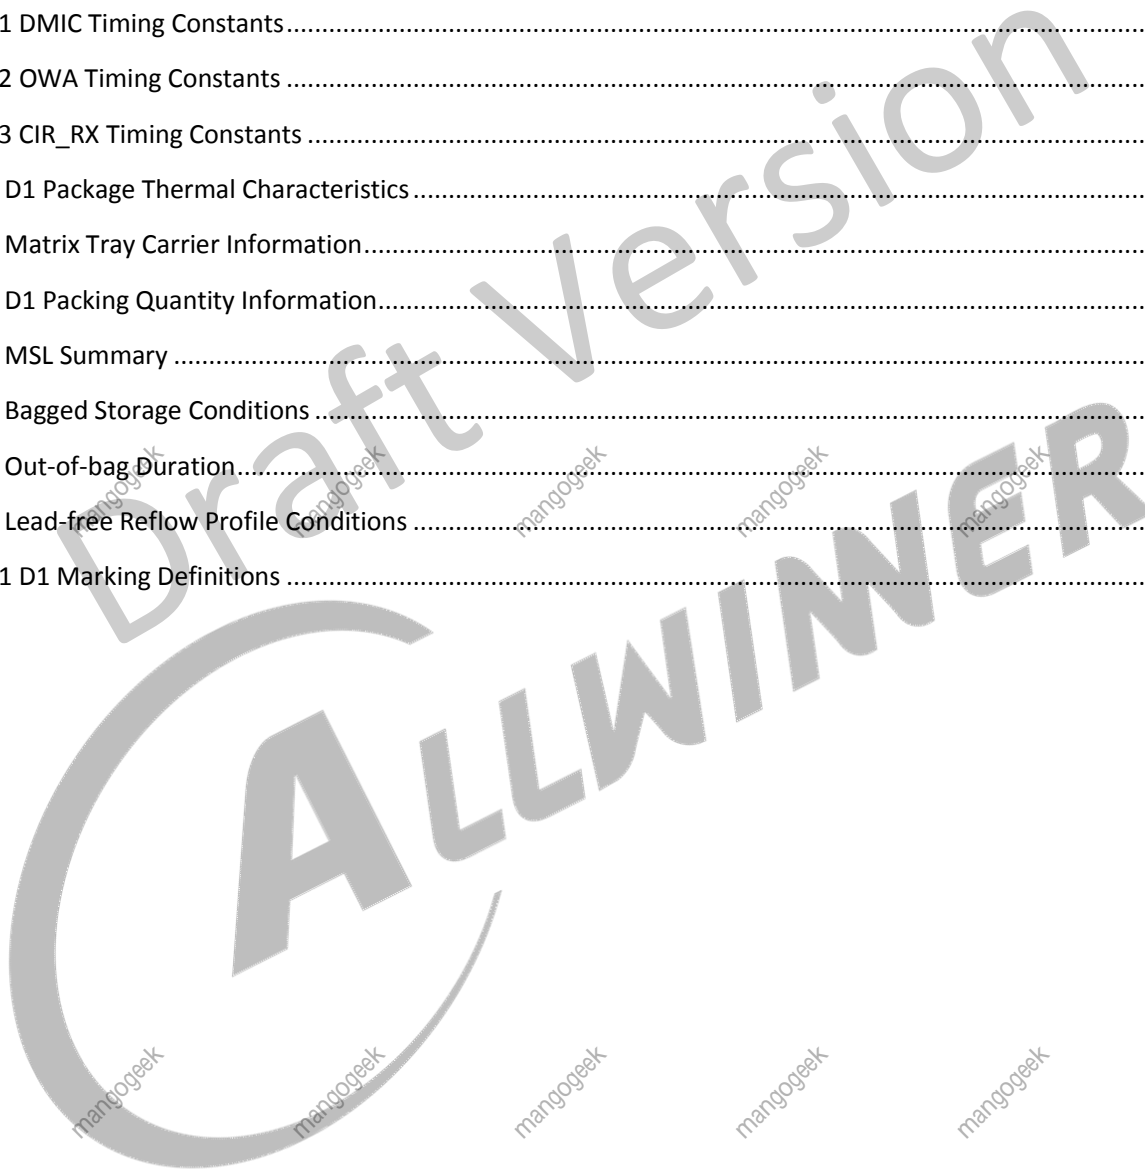 1 DMIC Timing Constants
2 OWA Timing Constants
3 CIR_RX Timing Constants
D1 Package Thermal Characteristics
Matrix Tray Carrier Information
D1 Packing Quantity Information
MSL Summary
Bagged Storage Conditions
Out-of-bag Duration
Lead-free Reflow Profile Conditions
1 D1 Marking Definitions
Draft Version
ALLWINNER
mangogeek mangogeek mangogeek mangogeek mangogeek
mangogeek mangogeek mangogeek mangogeek mangogeek